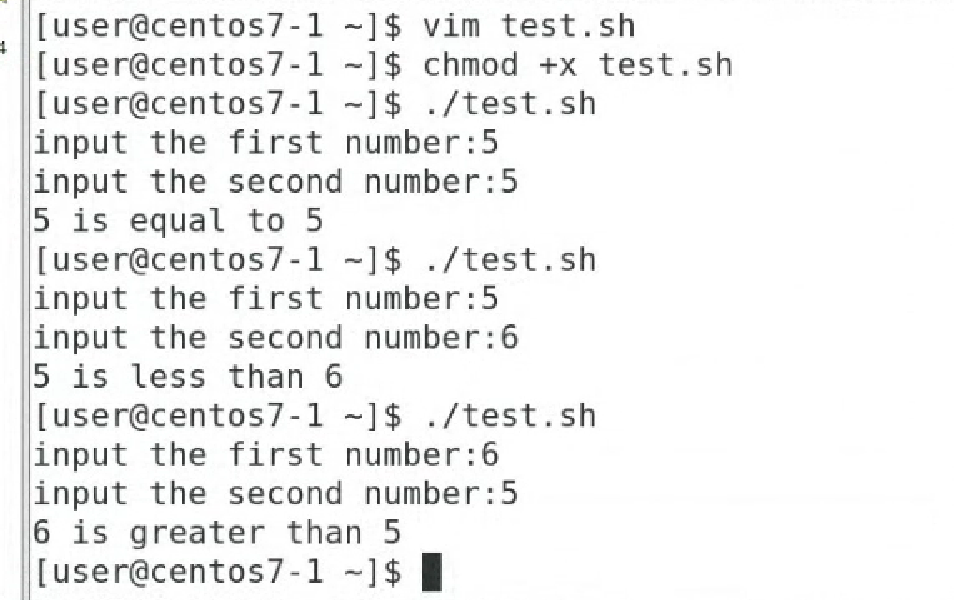 [user@centos7-1 ~]$ vim test.sh
[user@centos7-1 ~]$ chmod +x test.sh
[user@centos7-1 ~]$ ./test.sh
input the first number:5
input the second number:5
5 is equal to 5
[user@centos7-1 ~]$ ./test.sh
input the first number:5
input the second number:6
5 is less than 6
[user@centos7-1 ~]$ ./test.sh
input the first number:6
input the second number:5
6 is greater than 5
[user@centos7-1 ~]$